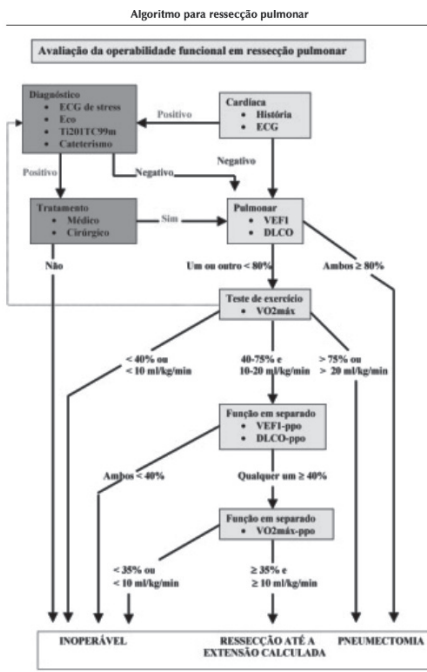 Algoritmo para ressecção pulmonar
Avaliação da operabilidade funcional em ressecção pulmonar
Diagnóstico
• ECG de stress
• Eco
• Ti201TC99m
• Cateterismo
Positivo
Cardíaca
• História
• ECG
Positivo
Negativo
Negativo
Tratamento
• Médico
• Cirúrgico
Sim
Pulmonar
• VEF1
• DLCO
Não
Um ou outro < 80%
Ambos ≥ 80%
Teste de exercício
• VO2máx
< 40% ou
< 10 ml/kg/min
40-75% e
10-20 ml/kg/min
> 75% ou
> 20 ml/kg/min
Função em separado
• VEF1-ppo
• DLCO-ppo
Ambos < 40%
Qualquer um ≥ 40%
Função em separado
• VO2máx-ppo
< 35% ou
< 10 ml/kg/min
≥ 35% e
≥ 10 ml/kg/min
INOPERÁVEL
RESSECÇÃO ATÉ A
EXTENSÃO CALCULADA
PNEUMECTOMIA